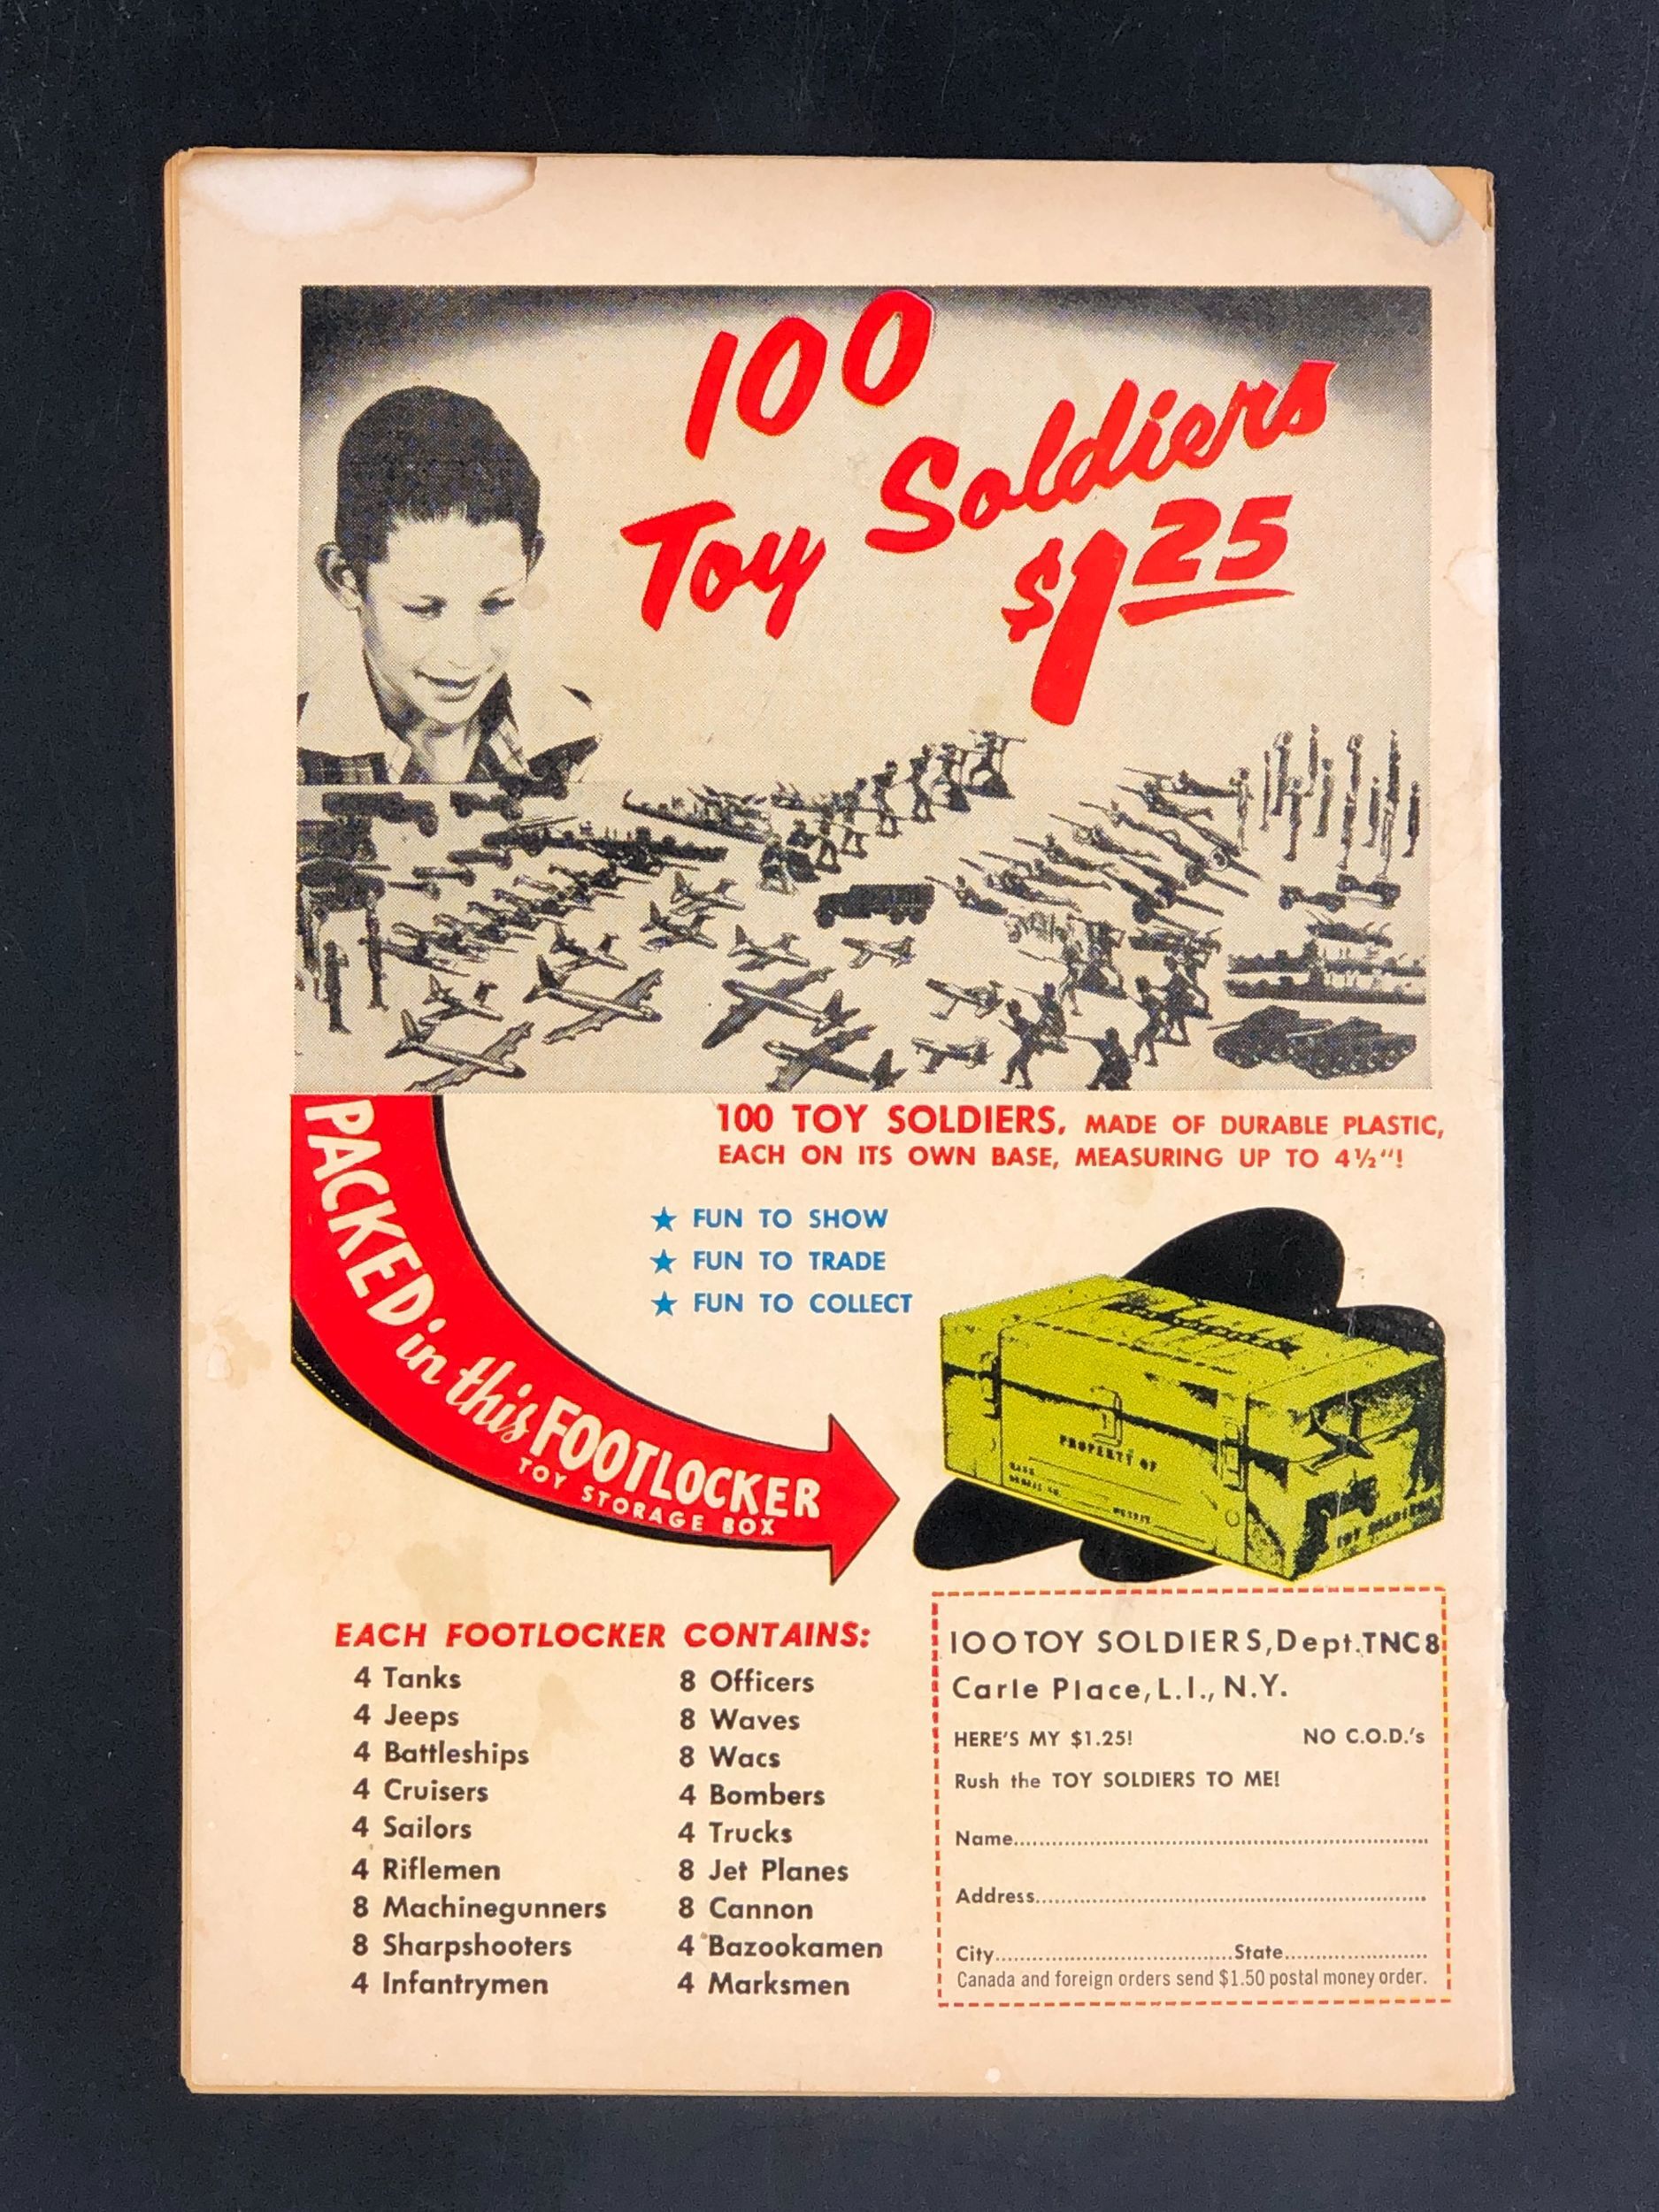 100
Toy Soldiers
$1.25
100 TOY SOLDIERS, MADE OF DURABLE PLASTIC,
EACH ON ITS OWN BASE, MEASURING UP TO 4½"!
★ FUN TO SHOW
★ FUN TO TRADE
★ FUN TO COLLECT
PACKED in this FOOTLOCKER
TOY STORAGE BOX
PROPERTY OF
TOY SOLDIERS
EACH FOOTLOCKER CONTAINS:
4 Tanks
4 Jeeps
4 Battleships
4 Cruisers
4 Sailors
4 Riflemen
8 Machinegunners
8 Sharpshooters
4 Infantrymen
8 Officers
8 Waves
8 Wacs
4 Bombers
4 Trucks
8 Jet Planes
8 Cannon
4 Bazookamen
4 Marksmen
100 TOY SOLDIERS, Dept. TNC8
Carle Place, L.I., N.Y.
HERE'S MY $1.25! NO C.O.D.'s
Rush the TOY SOLDIERS TO ME!
Name
Address
City State
Canada and foreign orders send $1.50 postal money order.